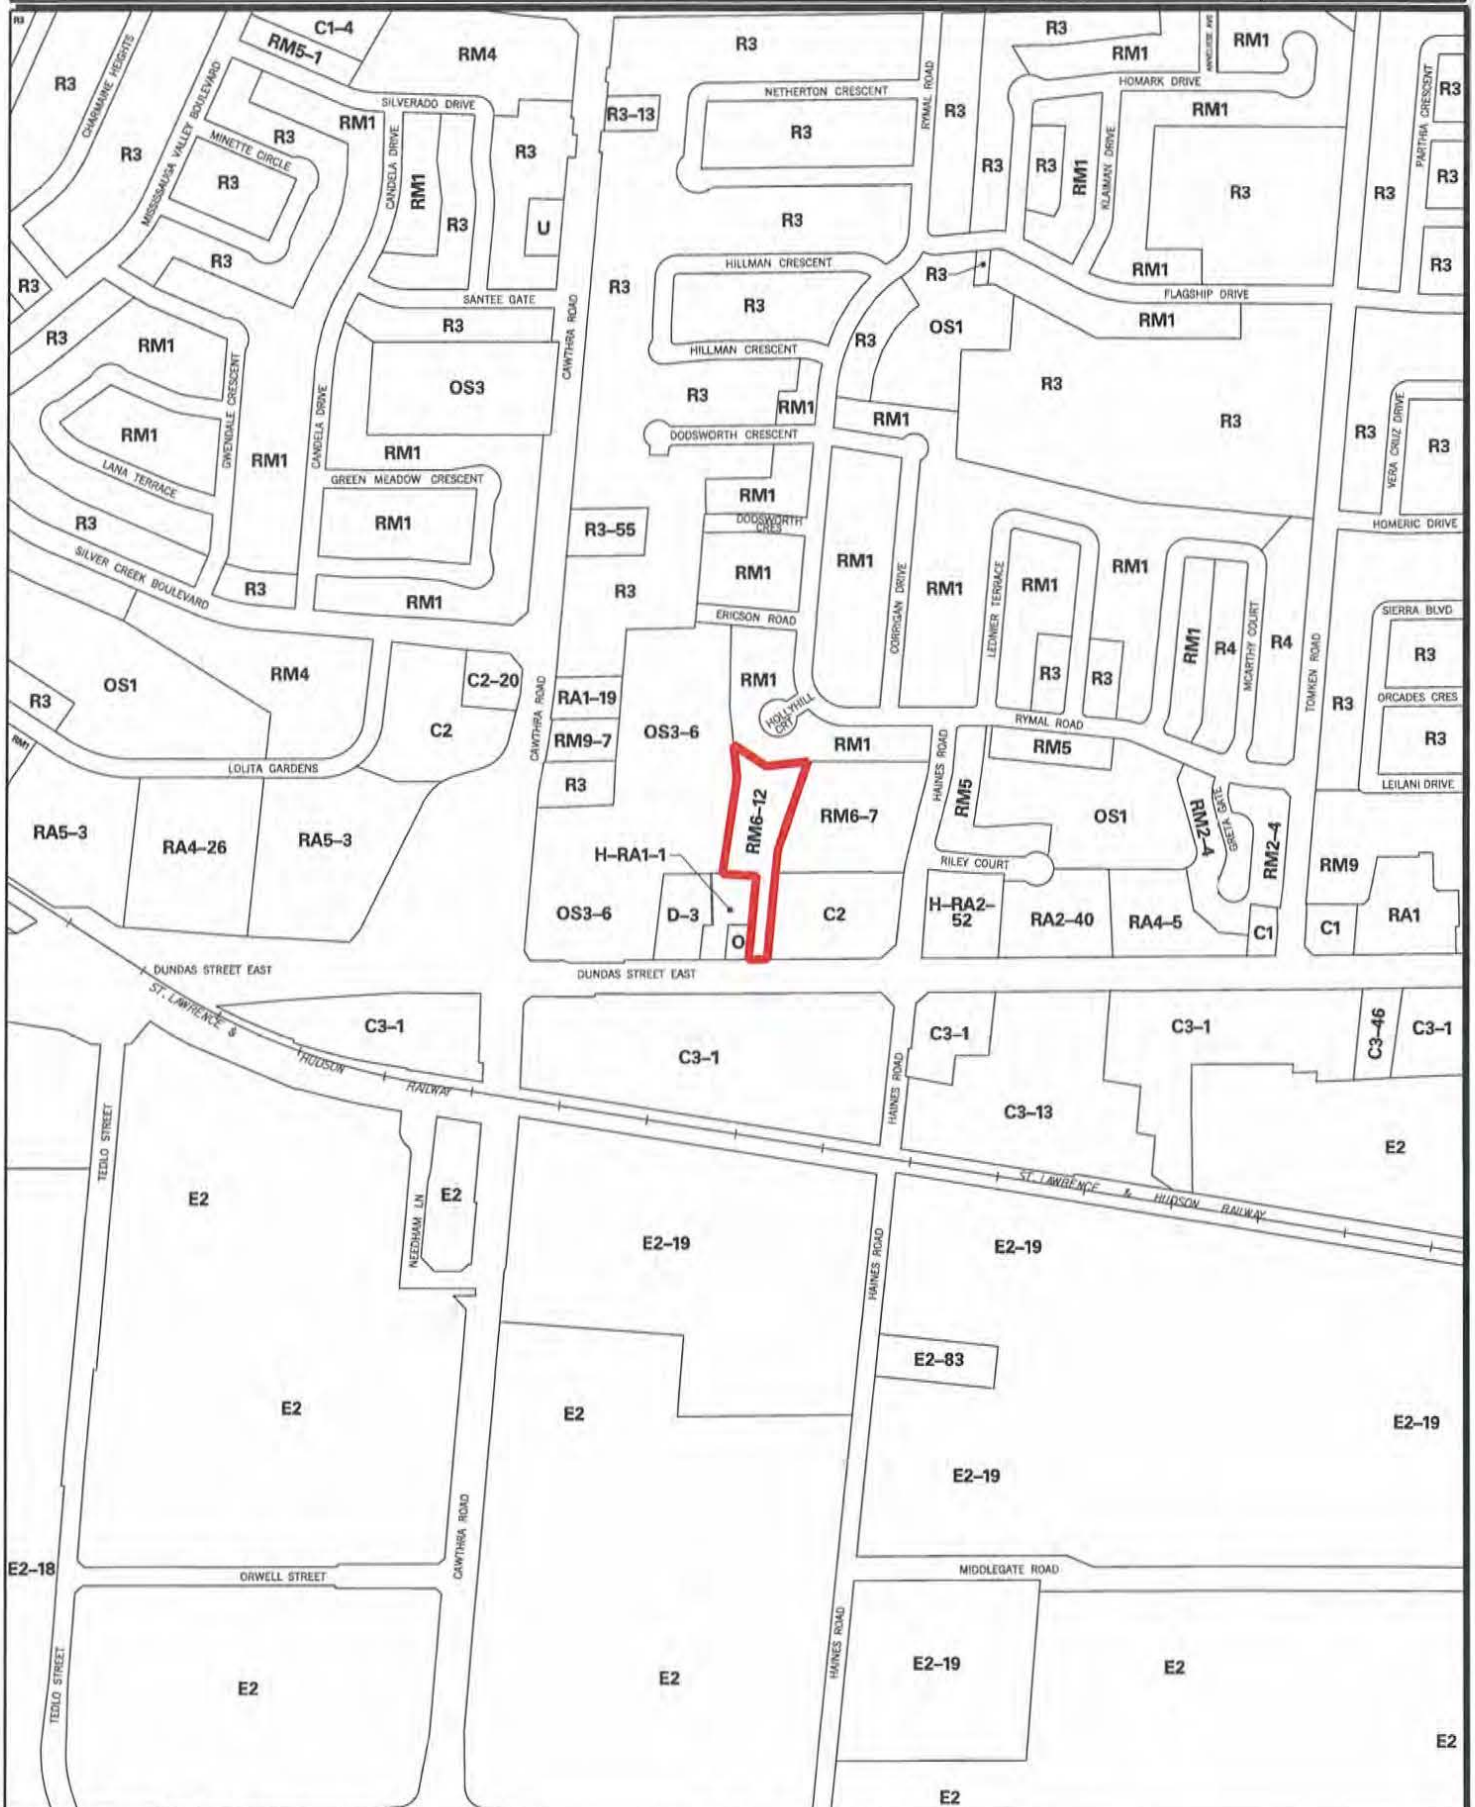 R3
C1–4
RM5–1
RM4
R3
R3
RM1
RM1
R3
CHARMAINE HEIGHTS
MISSISSAUGA VALLEY BOULEVARD
RYMAL ROAD
HOMARK DRIVE
PARTHIA CRESCENT
R3
NETHERTON CRESCENT
SILVERADO DRIVE
R3–13
R3
RM1
R3
RM1
R3
MINETTE CIRCLE
R3
CANDELA DRIVE
RM1
R3
R3
U
R3
R3
R3
RM1
KLAIMAN DRIVE
R3
R3
R3
R3
R3
R3
HILLMAN CRESCENT
R3
RM1
R3
R3
SANTEE GATE
R3
R3
FLAGSHIP DRIVE
R3
RM1
R3
CAWTHRA ROAD
HILLMAN CRESCENT
R3
OS1
RM1
GWENDALE CRESCENT
CANDELA DRIVE
OS3
R3
RM1
RM1
R3
R3
R3
VERA CRUZ DRIVE
R3
RM1
LANA TERRACE
RM1
RM1
DODSWORTH CRESCENT
GREEN MEADOW CRESCENT
RM1
RM1
DODSWORTH
CRES
R3
R3–55
HOMERIC DRIVE
SILVER CREEK BOULEVARD
R3
RM1
R3
RM1
RM1
CORRIGAN DRIVE
RM1
LEDNIER TERRACE
RM1
RM1
RM1
R4
MCARTHY COURT
R4
TOMKEN ROAD
SIERRA BLVD
R3
ERICSON ROAD
OS1
RM4
C2–20
R3
C2
CAWTHRA ROAD
RA1–19
RM9–7
R3
OS3–6
RM1
HOLLYHILL
CRT
RM1
R3
R3
RYMAL ROAD
RM5
R3
ORCADES CRES
R3
LEILANI DRIVE
RM1
LOLITA GARDENS
HAINES ROAD
RM5
RA5–3
RA4–26
RA5–3
RM6–12
RM6–7
OS1
RM2–4
GRETA GATE
RM2–4
H–RA1–1
RILEY COURT
RM9
OS3–6
D–3
O
C2
H–RA2–
52
RA2–40
RA4–5
C1
C1
RA1
DUNDAS STREET EAST
DUNDAS STREET EAST
ST. LAWRENCE &
HUDSON
RAILWAY
C3–1
C3–1
HAINES ROAD
C3–1
C3–13
C3–1
C3–46
C3–1
TEDLO STREET
E2
E2
NEEDHAM LN
E2
ST. LAWRENCE & HUDSON RAILWAY
E2–19
HAINES ROAD
E2–19
E2–83
E2
E2
E2–19
E2–19
CAWTHRA ROAD
E2–18
ORWELL STREET
MIDDLEGATE ROAD
TEDLO STREET
E2
E2
HAINES ROAD
E2–19
E2
E2
E2